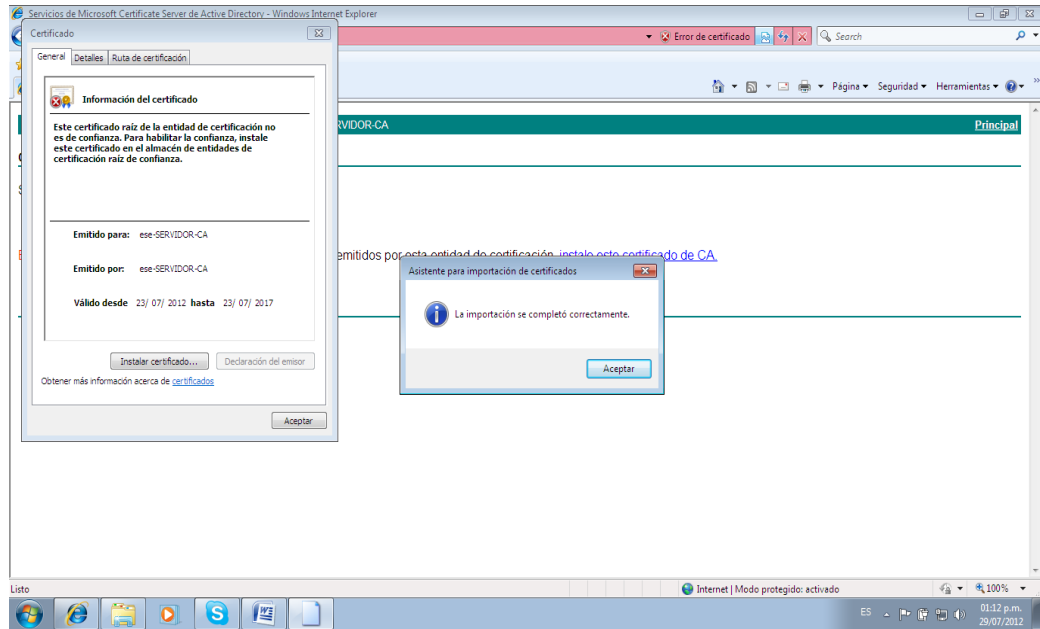 Servicios de Microsoft Certificate Server de Active Directory - Windows Internet Explorer
Certificado
Error de certificado
Search
General
Detalles
Ruta de certificación
Página
Seguridad
Herramientas
Información del certificado
Este certificado raíz de la entidad de certificación no
es de confianza. Para habilitar la confianza, instale
este certificado en el almacén de entidades de
certificación raíz de confianza.
RVIDOR-CA
Principal
Emitido para: ese-SERVIDOR-CA
emitidos por esta entidad de certificación, instale este certificado de CA.
Emitido por: ese-SERVIDOR-CA
Válido desde 23/ 07/ 2012 hasta 23/ 07/ 2017
Asistente para importación de certificados
La importación se completó correctamente.
Aceptar
Instalar certificado...
Declaración del emisor
Obtener más información acerca de certificados
Aceptar
Listo
Internet | Modo protegido: activado
100%
ES
01:12 p.m.
29/07/2012